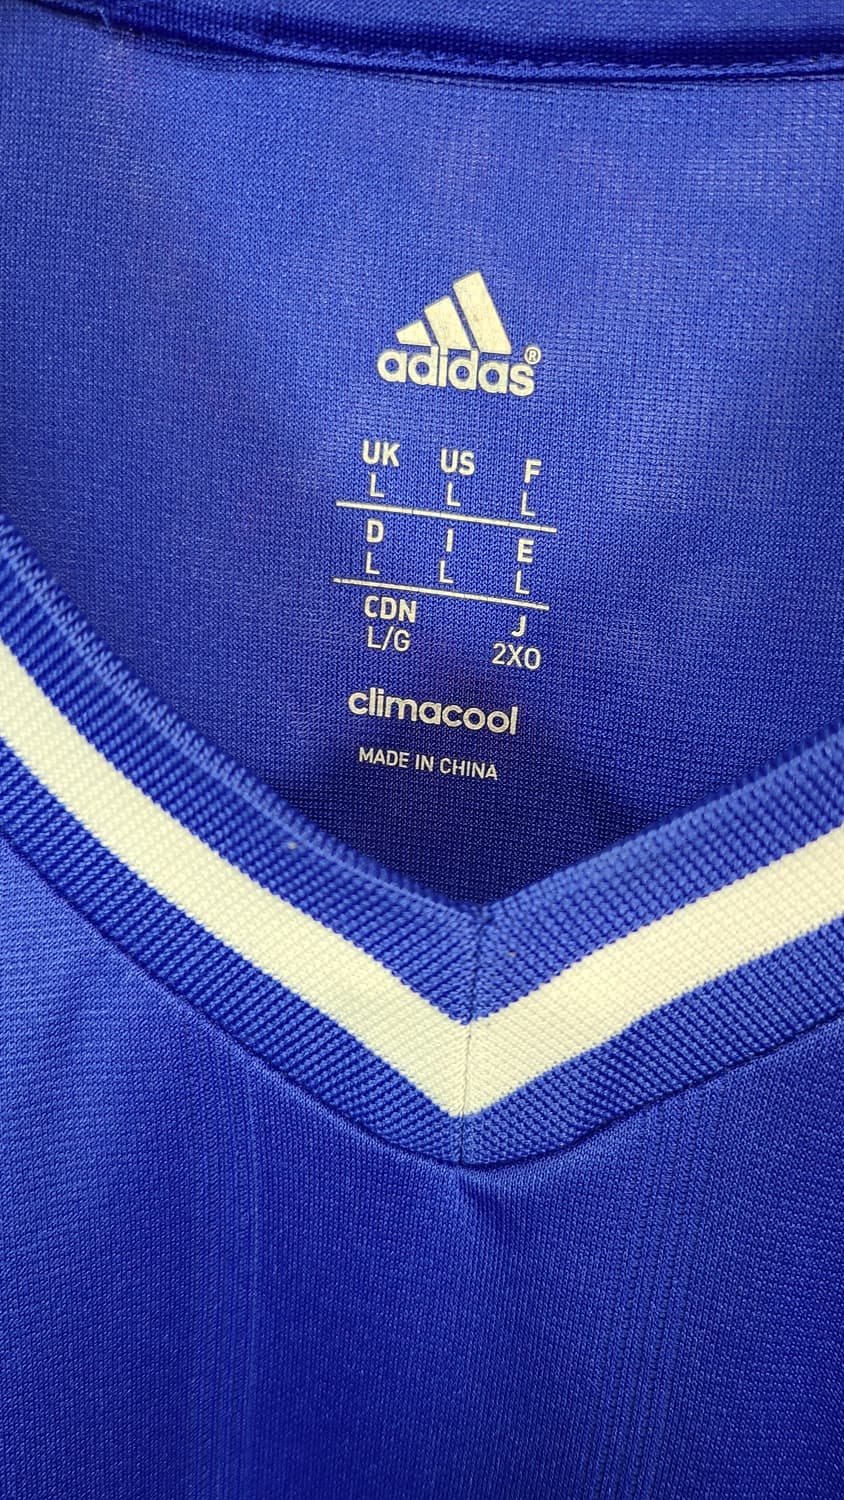 adidas®
UK US F
L L L
D I E
L L L
CDN J
L/G 2XO
climacool
MADE IN CHINA